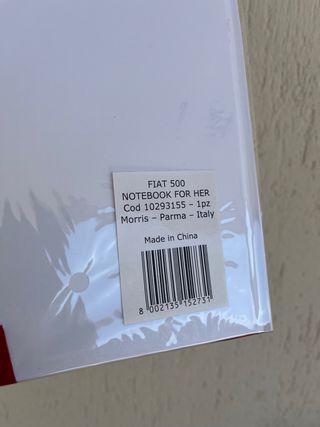 FIAT 500
NOTEBOOK FOR HER
Cod 10293155 – 1pz
Morris – Parma – Italy
Made in China
8 002135 152731